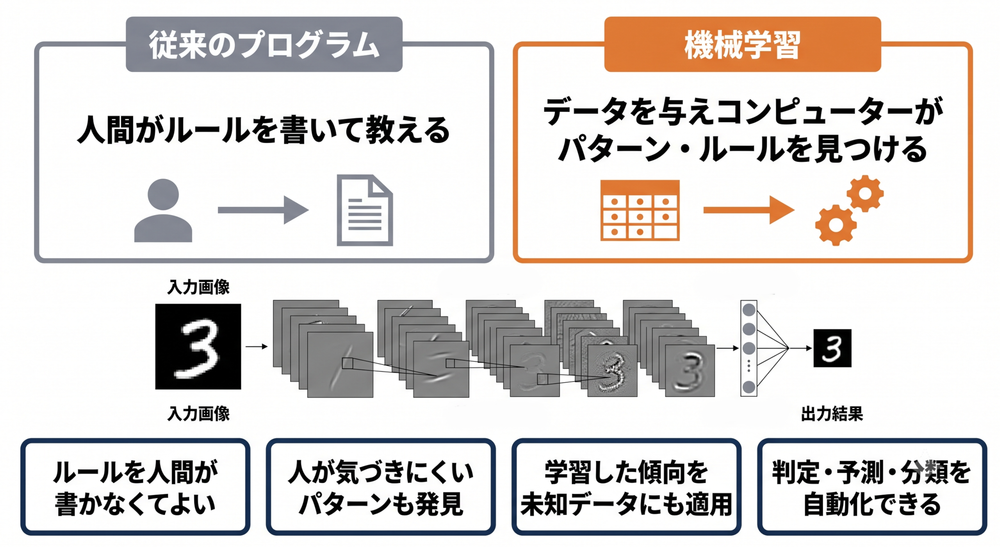 従来のプログラム
人間がルールを書いて教える
機械学習
データを与えコンピューターが
パターン・ルールを見つける
入力画像
入力画像
出力結果
ルールを人間が
書かなくてよい
人が気づきにくい
パターンも発見
学習した傾向を
未知データにも適用
判定・予測・分類を
自動化できる